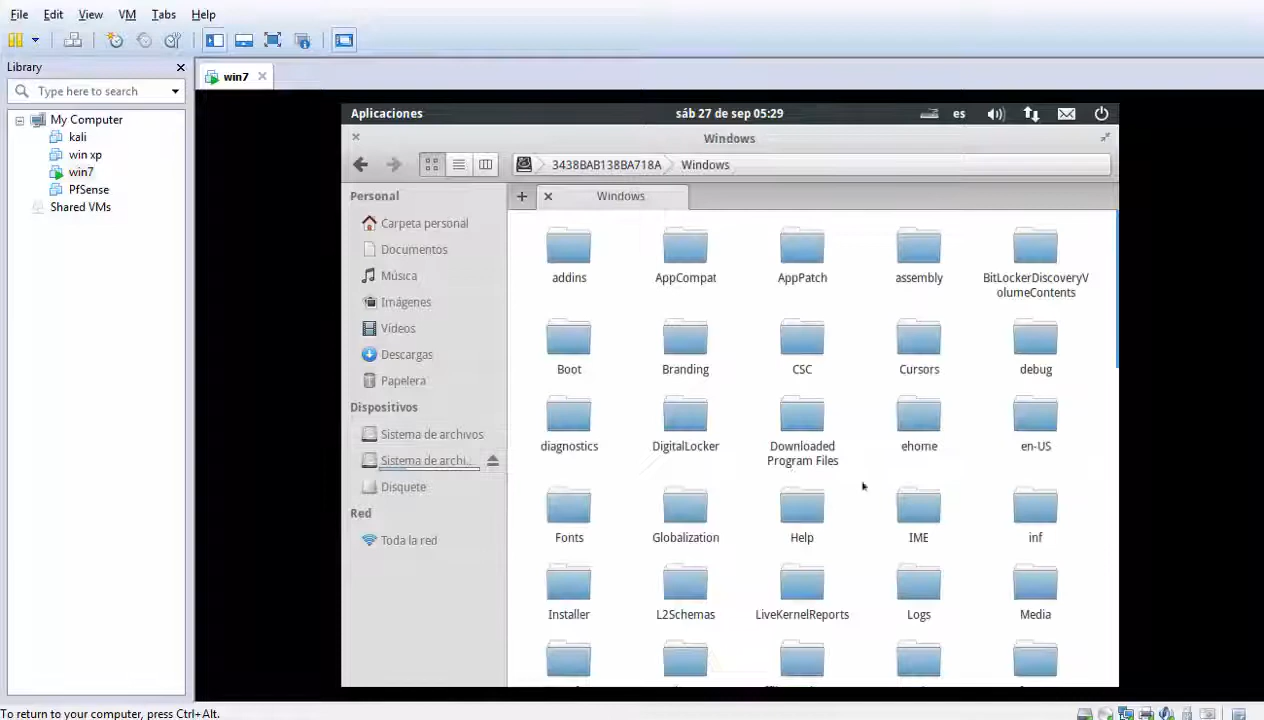 File Edit View VM Tabs Help
Library
Type here to search
My Computer
kali
win xp
win7
PfSense
Shared VMs
win7
Aplicaciones
sáb 27 de sep 05:29
es
Windows
3438BAB138BA718A
Windows
Windows
Personal
Carpeta personal
Documentos
Música
Imágenes
Vídeos
Descargas
Papelera
Dispositivos
Sistema de archivos
Sistema de archi...
Disquete
Red
Toda la red
addins
AppCompat
AppPatch
assembly
BitLockerDiscoveryV
olumeContents
Boot
Branding
CSC
Cursors
debug
diagnostics
DigitalLocker
Downloaded
Program Files
ehome
en-US
Fonts
Globalization
Help
IME
inf
Installer
L2Schemas
LiveKernelReports
Logs
Media
To return to your computer, press Ctrl+Alt.